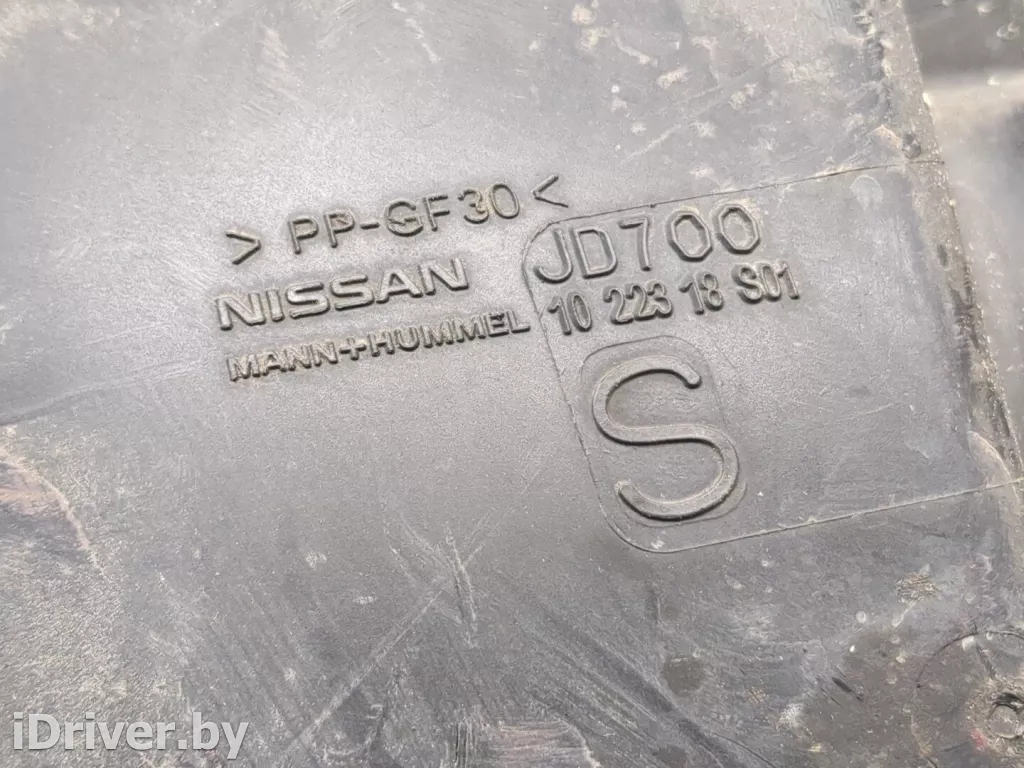 > PP-GF30 <
NISSAN
MANN+HUMMEL
JD700
10 223 18 S01
S
iDriver.by